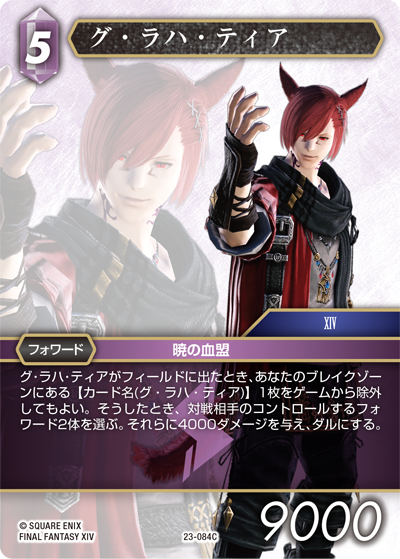 5
グ・ラハ・ティア
XIV
フォワード
暁の血盟
グ・ラハ・ティアがフィールドに出たとき、あなたのブレイクゾー
ンにある【カード名(グ・ラハ・ティア)】1枚をゲームから除外
してもよい。そうしたとき、対戦相手のコントロールするフォ
ワード2体を選ぶ。それらに4000ダメージを与え、ダルにする。
© SQUARE ENIX
FINAL FANTASY XIV
23-084C
9000